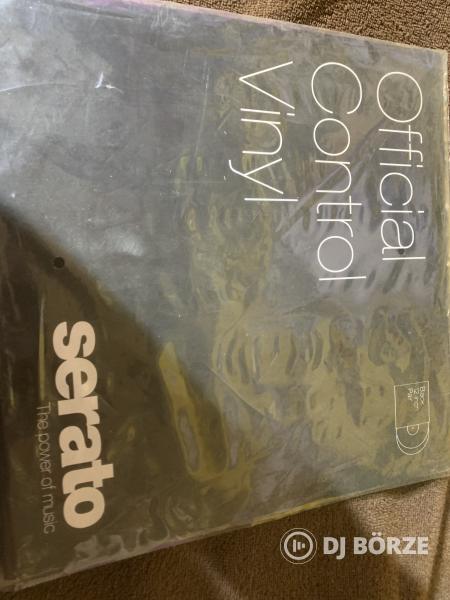 Official
Control
Vinyl
serato
The power of music
DJ BÖRZE